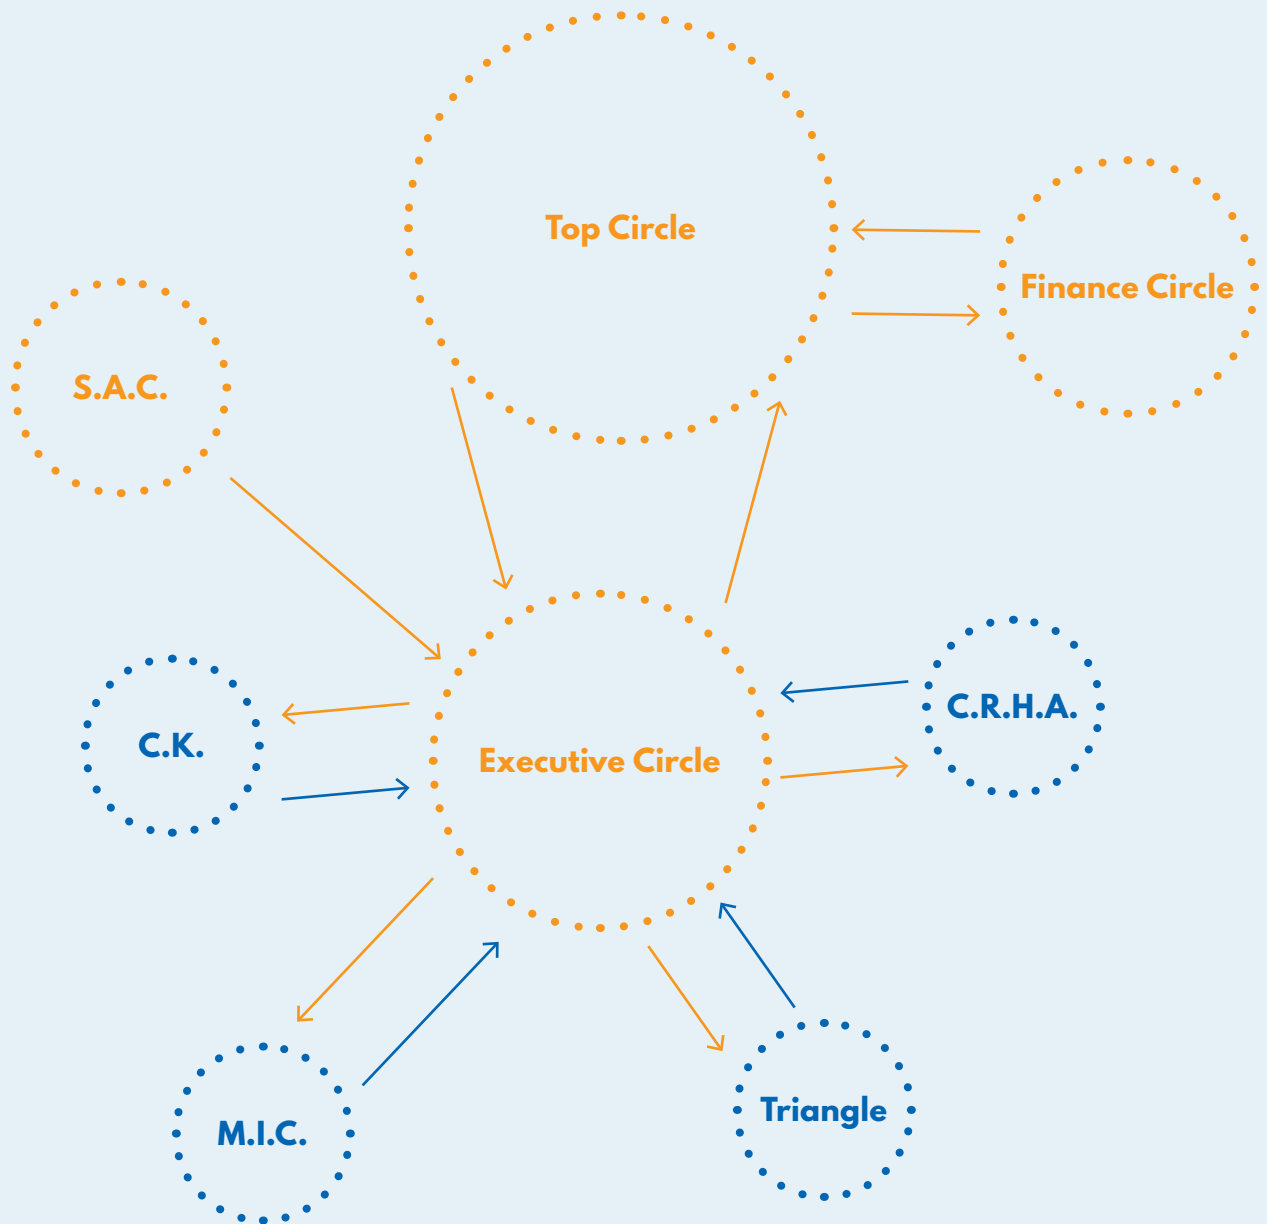 Top Circle
Finance Circle
S.A.C.
C.R.H.A.
C.K.
Executive Circle
Triangle
M.I.C.